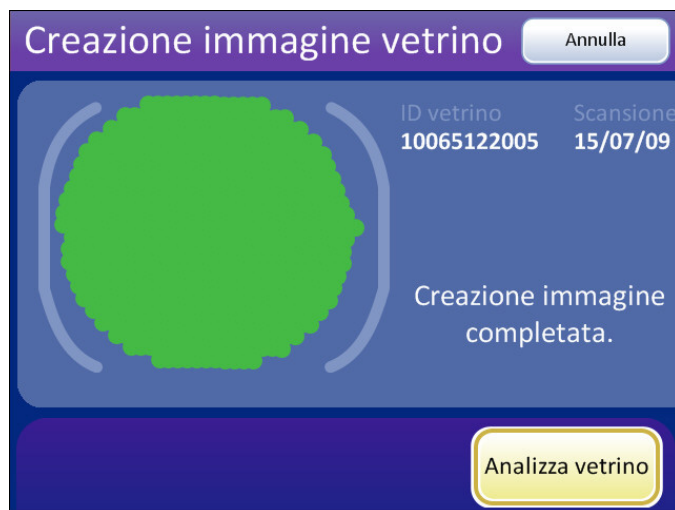 Creazione immagine vetrino
Annulla
ID vetrino
10065122005
Scansione
15/07/09
Creazione immagine
completata.
Analizza vetrino